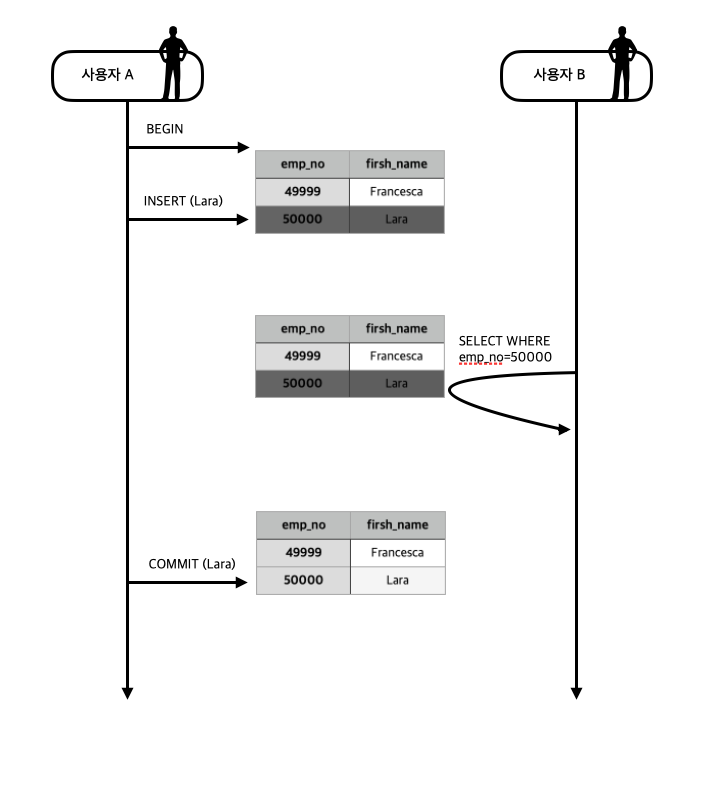 사용자 A
사용자 B
BEGIN
emp_no firsh_name
49999 Francesca
INSERT (Lara)
50000 Lara
emp_no firsh_name
49999 Francesca
50000 Lara
SELECT WHERE
emp_no=50000
emp_no firsh_name
49999 Francesca
50000 Lara
COMMIT (Lara)